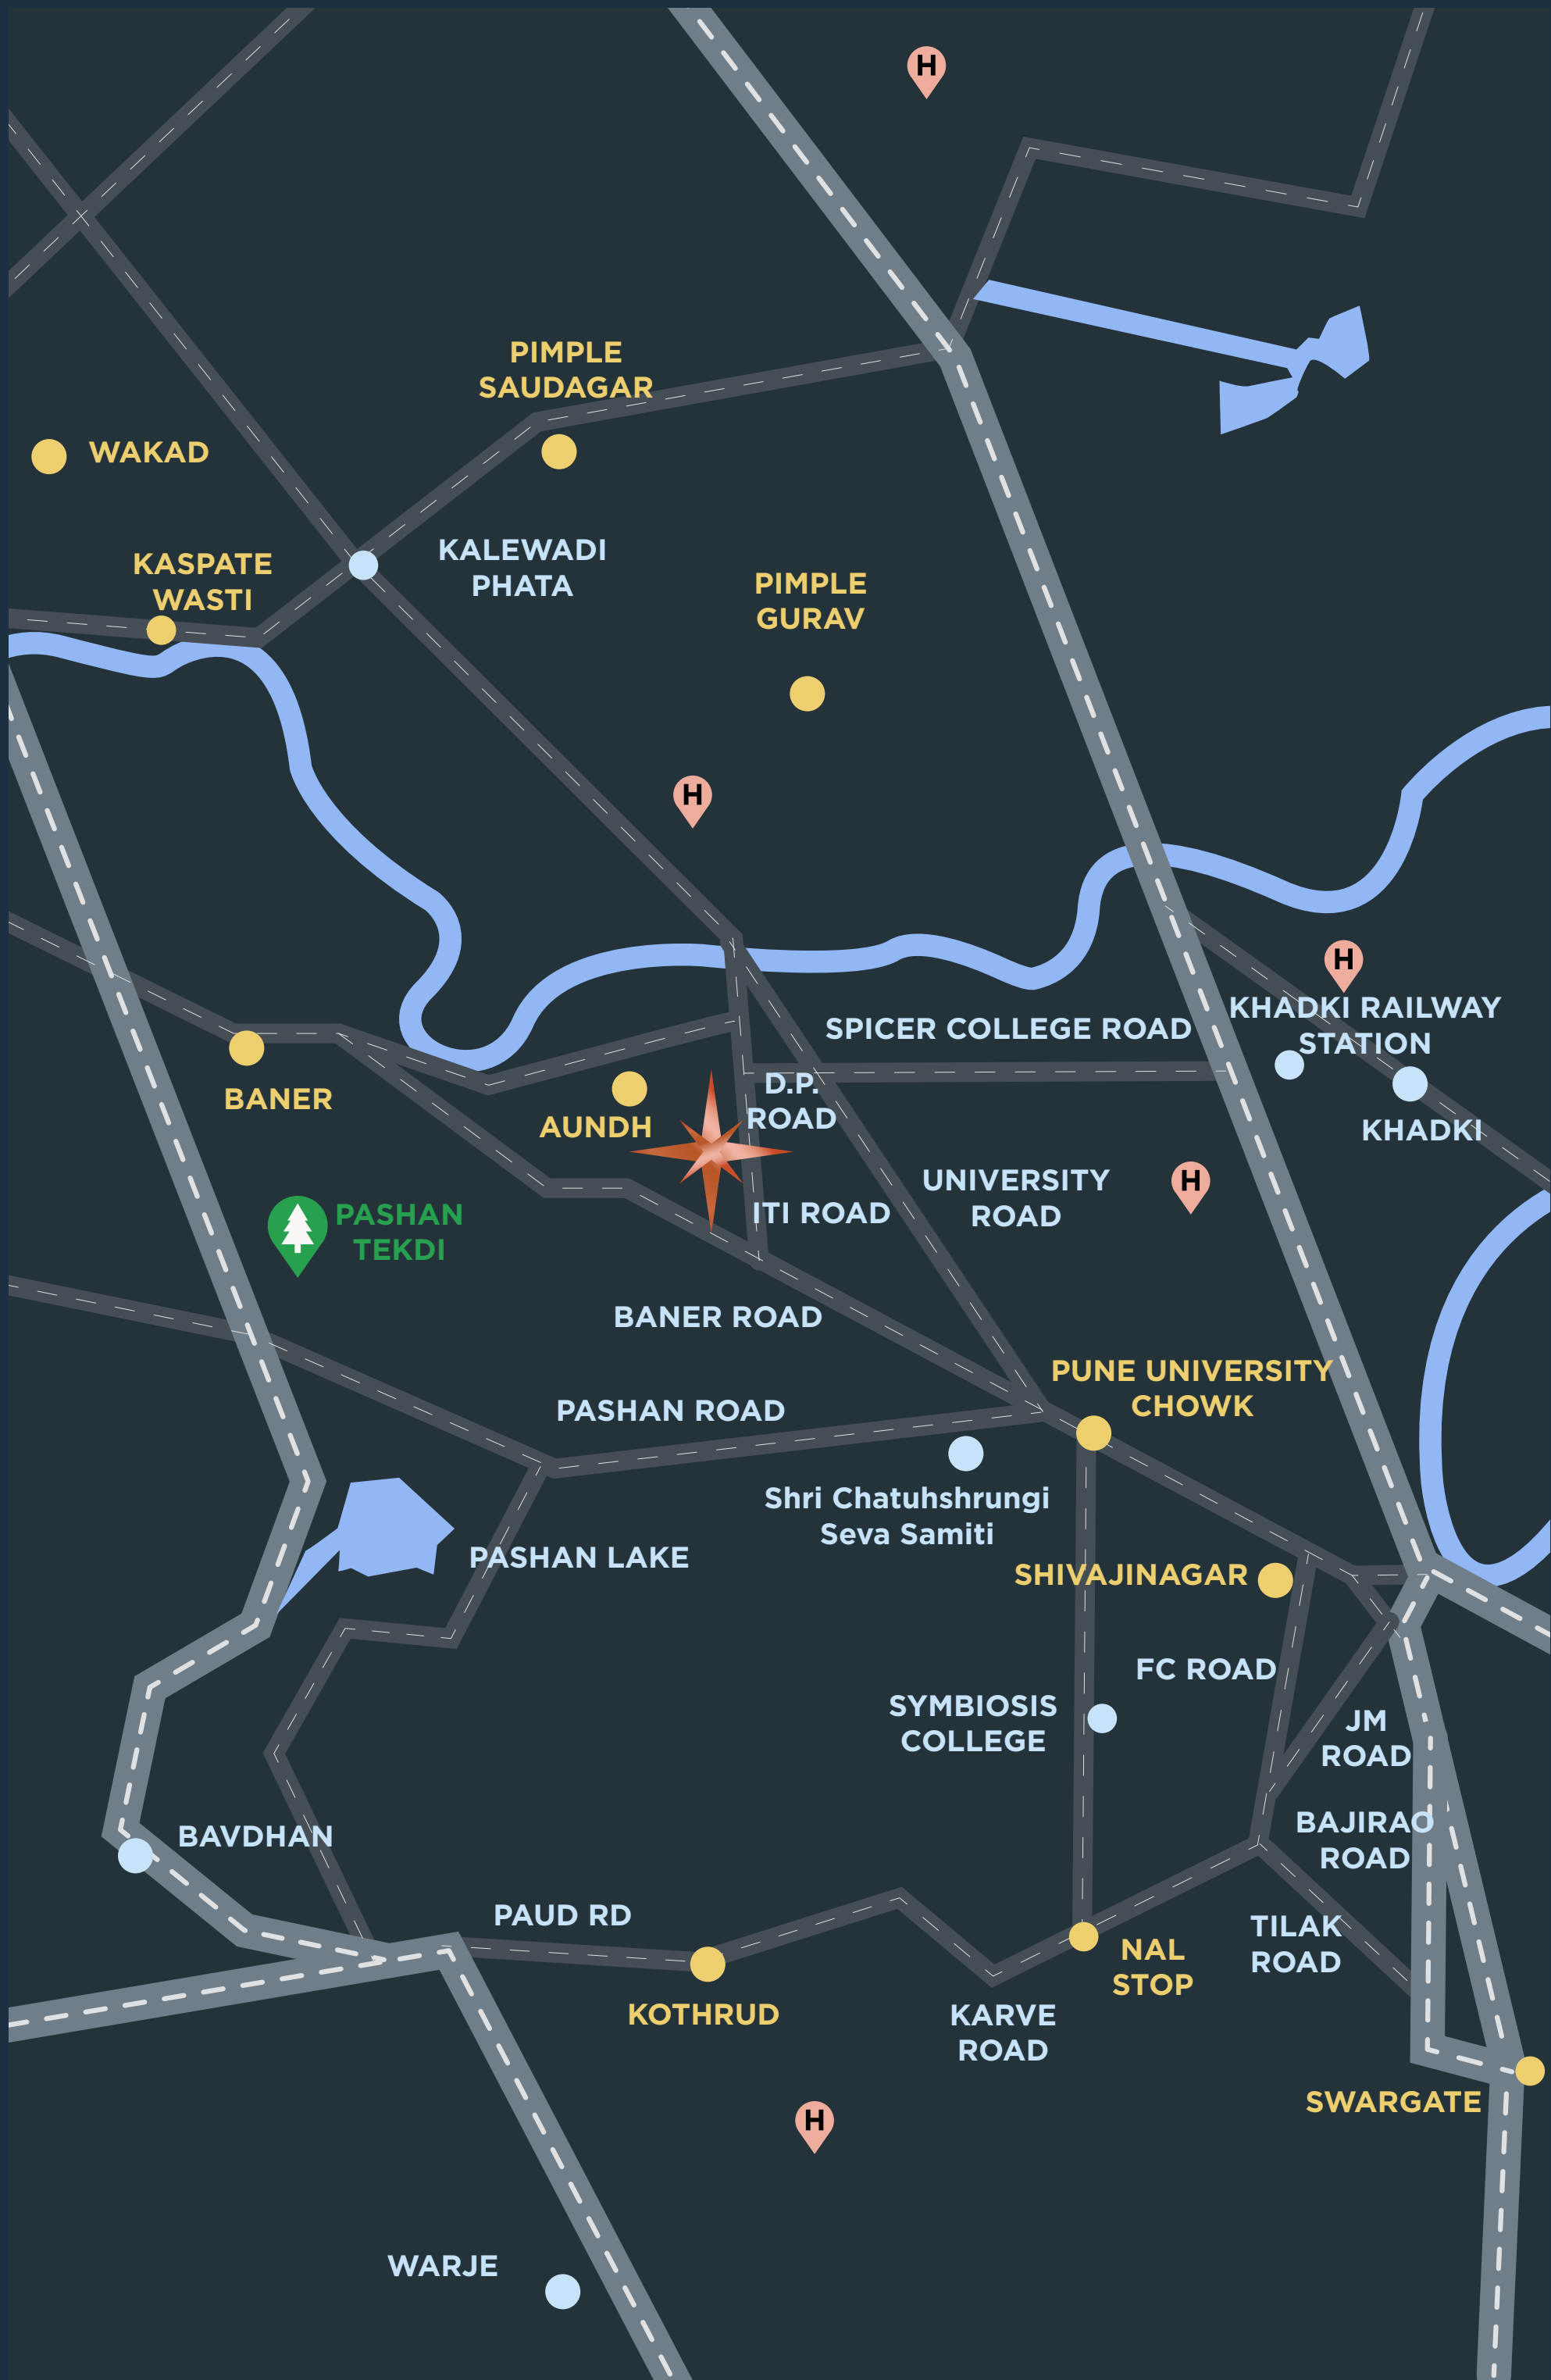 H
PIMPLE
SAUDAGAR
WAKAD
KALEWADI
PHATA
KASPATE
WASTI
PIMPLE
GURAV
H
H
KHADKI RAILWAY
STATION
SPICER COLLEGE ROAD
BANER
D.P.
ROAD
AUNDH
KHADKI
UNIVERSITY
ROAD
H
PASHAN
TEKDI
ITI ROAD
BANER ROAD
PUNE UNIVERSITY
CHOWK
PASHAN ROAD
Shri Chatuhshrungi
Seva Samiti
PASHAN LAKE
SHIVAJINAGAR
FC ROAD
SYMBIOSIS
COLLEGE
JM
ROAD
BAVDHAN
BAJIRAO
ROAD
PAUD RD
TILAK
ROAD
NAL
STOP
KOTHRUD
KARVE
ROAD
SWARGATE
H
WARJE